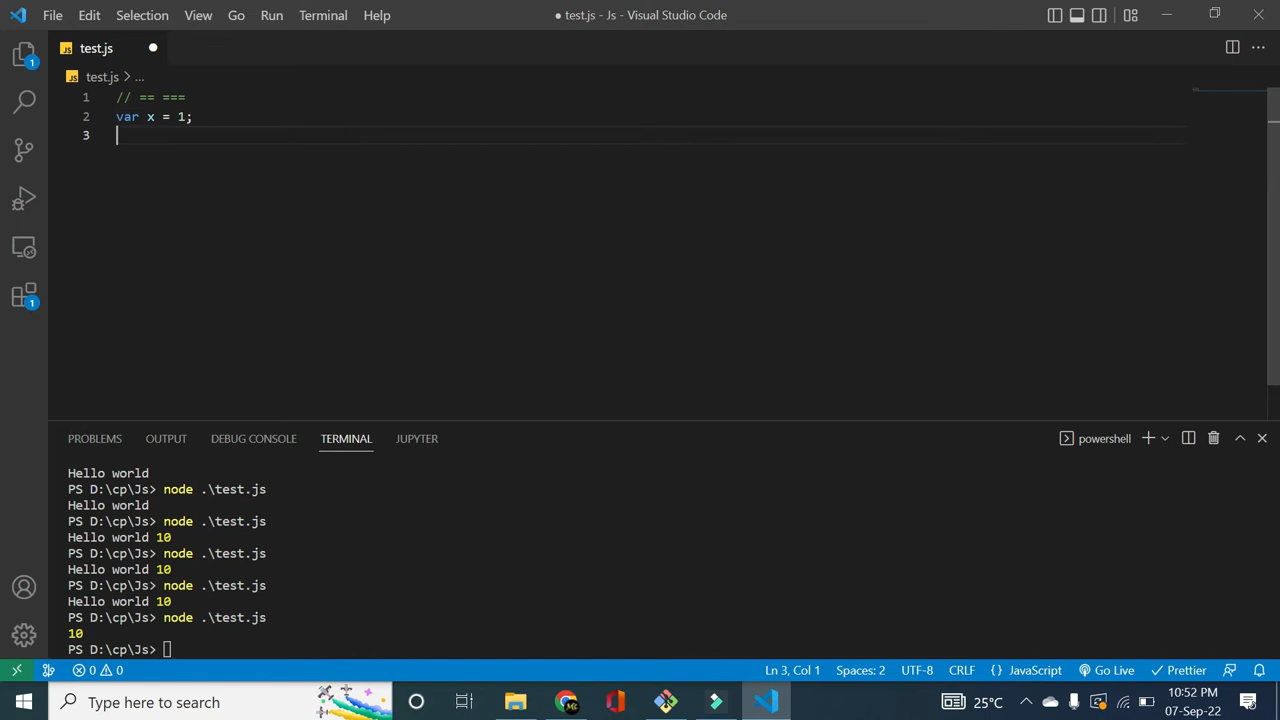 File Edit Selection View Go Run Terminal Help
● test.js - Js - Visual Studio Code
JS test.js
JS test.js > ...
1 // == ===
2 var x = 1;
3
1
1
PROBLEMS OUTPUT DEBUG CONSOLE TERMINAL JUPYTER
powershell
Hello world
PS D:\cp\Js> node .\test.js
Hello world
PS D:\cp\Js> node .\test.js
Hello world 10
PS D:\cp\Js> node .\test.js
Hello world 10
PS D:\cp\Js> node .\test.js
Hello world 10
PS D:\cp\Js> node .\test.js
10
PS D:\cp\Js>
0 0 Ln 3, Col 1 Spaces: 2 UTF-8 CRLF {} JavaScript Go Live Prettier
Type here to search
25°C
10:52 PM
07-Sep-22